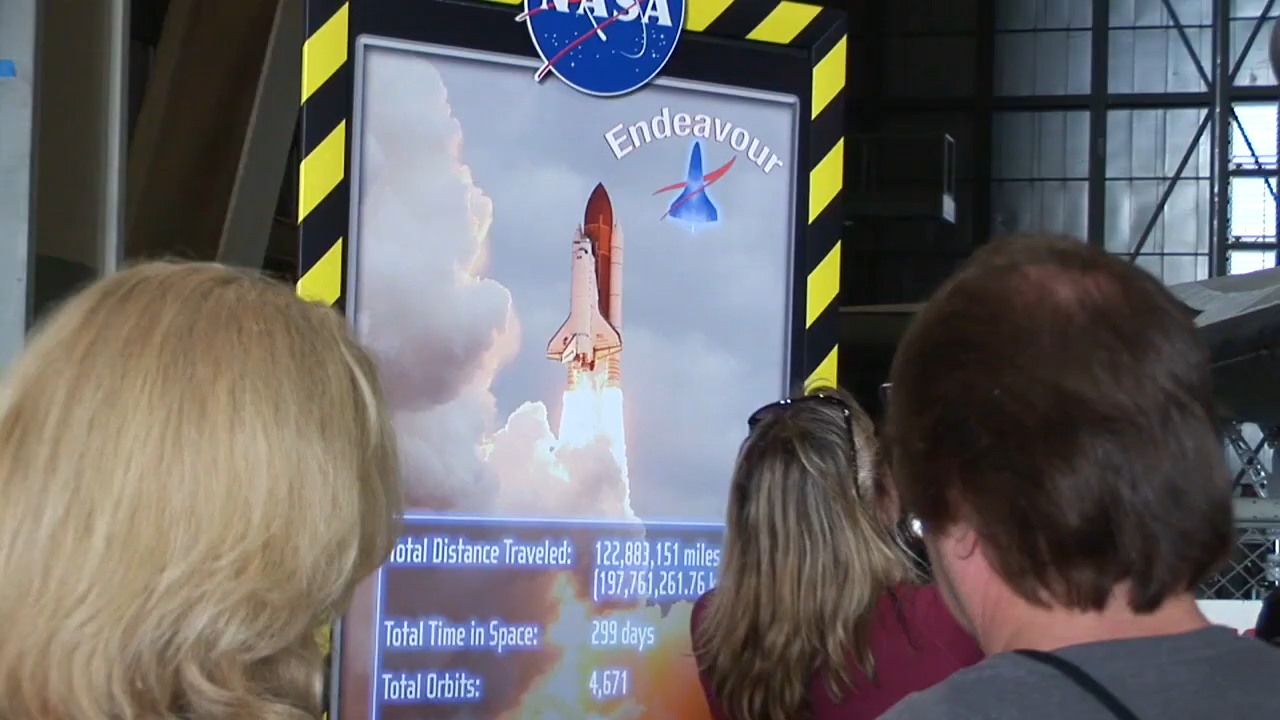 NASA
Endeavour
Total Distance Traveled: 122,883,151 miles
(197,761,261.76
Total Time in Space: 299 days
Total Orbits: 4,671